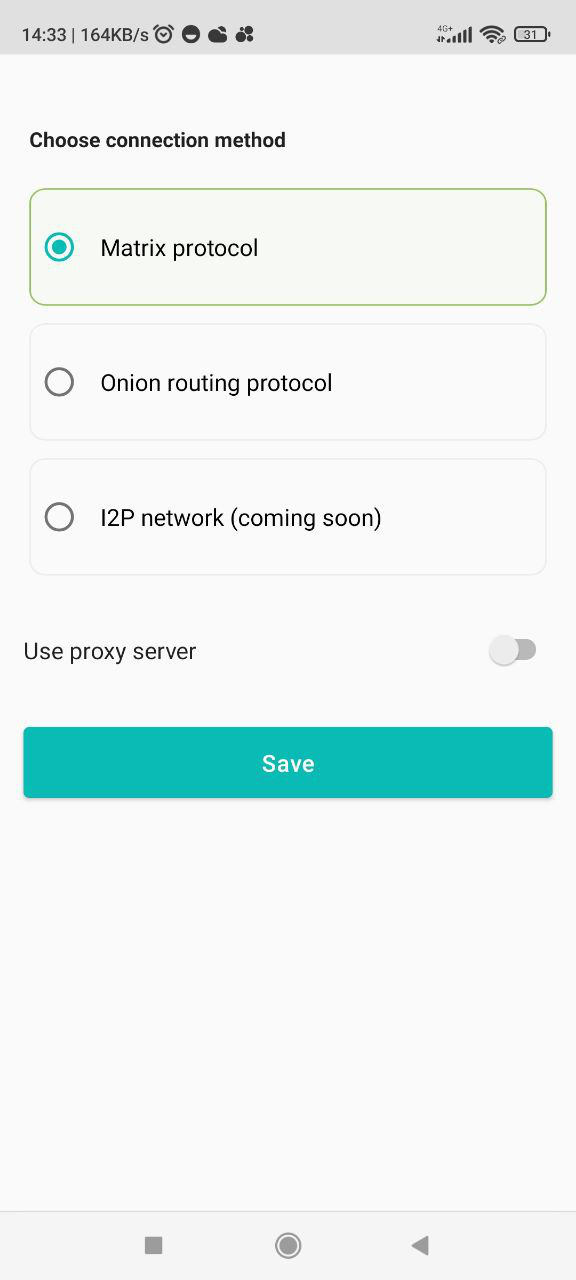 14:33 | 164KB/s 4G+ 31
Choose connection method
Matrix protocol
Onion routing protocol
I2P network (coming soon)
Use proxy server
Save